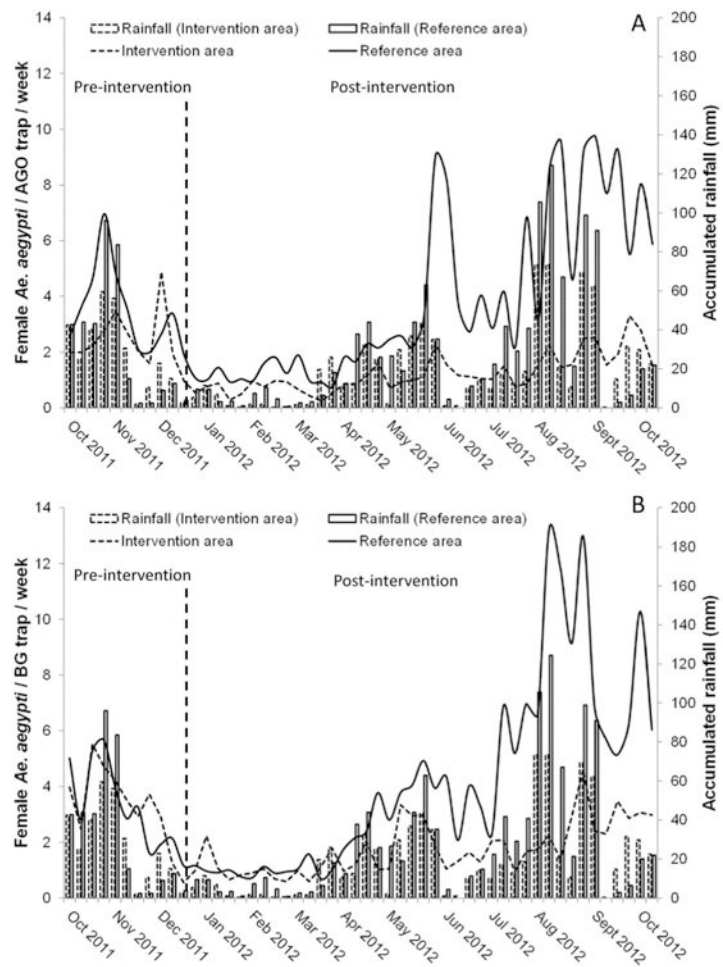 A
Rainfall (Intervention area)
Rainfall (Reference area)
Intervention area
Reference area
Pre-intervention
Post-intervention
Female Ae. aegypti / AGO trap / week
14
12
10
8
6
4
2
0
Accumulated rainfall (mm)
200
180
160
140
120
100
80
60
40
20
0
Oct 2011
Nov 2011
Dec 2011
Jan 2012
Feb 2012
Mar 2012
Apr 2012
May 2012
Jun 2012
Jul 2012
Aug 2012
Sept 2012
Oct 2012
B
Rainfall (Intervention area)
Rainfall (Reference area)
Intervention area
Reference area
Pre-intervention
Post-intervention
Female Ae. aegypti / BG trap / week
14
12
10
8
6
4
2
0
Accumulated rainfall (mm)
200
180
160
140
120
100
80
60
40
20
0
Oct 2011
Nov 2011
Dec 2011
Jan 2012
Feb 2012
Mar 2012
Apr 2012
May 2012
Jun 2012
Jul 2012
Aug 2012
Sept 2012
Oct 2012